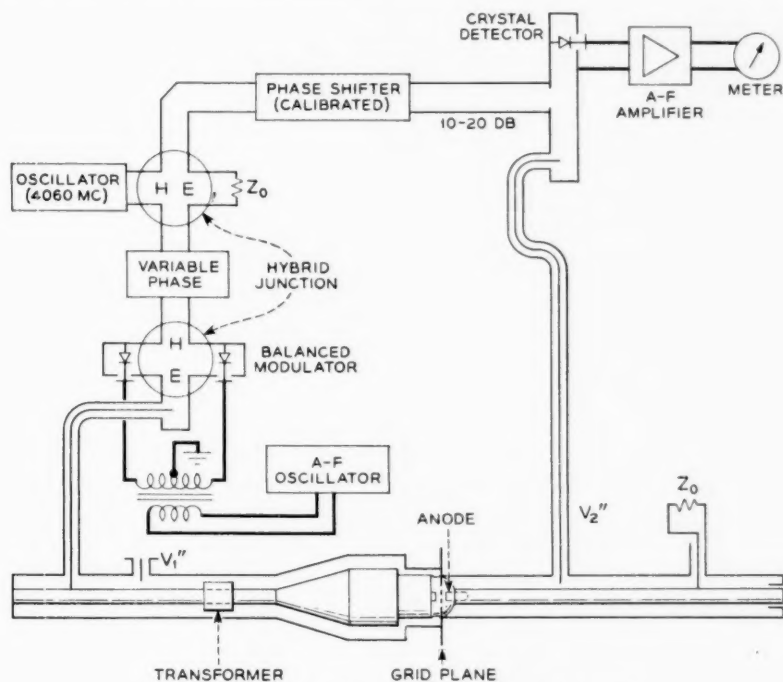 CRYSTAL
DETECTOR
A-F
AMPLIFIER
METER
PHASE SHIFTER
(CALIBRATED)
10-20 DB
OSCILLATOR
(4060 MC)
H E
Z₀
VARIABLE
PHASE
HYBRID
JUNCTION
H
E
BALANCED
MODULATOR
A-F
OSCILLATOR
ANODE
V₂"
Z₀
V₁"
TRANSFORMER
GRID PLANE